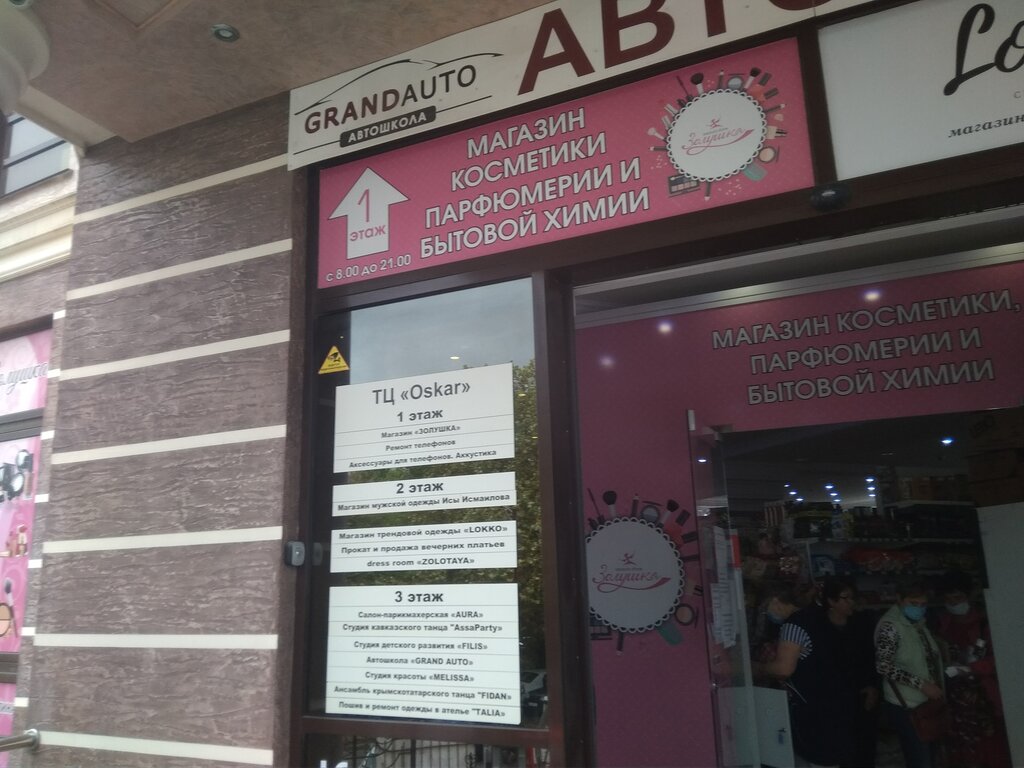 GRANDAUTO
АВТОШКОЛА
МАГАЗИН
КОСМЕТИКИ
ПАРФЮМЕРИИ И
БЫТОВОЙ ХИМИИ
1
этаж
с 8.00 до 21.00
Золушка
магазин
МАГАЗИН КОСМЕТИКИ,
ПАРФЮМЕРИИ И
БЫТОВОЙ ХИМИИ
Золушка
ТЦ «Oskar»
1 этаж
Магазин «ЗОЛУШКА»
Ремонт телефонов
Аксессуары для телефонов. Аккустика
2 этаж
Магазин мужской одежды Исы Исмаилова
Магазин трендовой одежды «LOKKO»
Прокат и продажа вечерних платьев
dress room «ZOLOTAYA»
3 этаж
Салон-парикмахерская «AURA»
Студия кавказского танца "AssaParty"
Студия детского развития «FILIS»
Автошкола «GRAND AUTO»
Студия красоты «MELISSA»
Ансамбль крымскотатарского танца "FIDAN"
Пошив и ремонт одежды в ателье "TALIA"